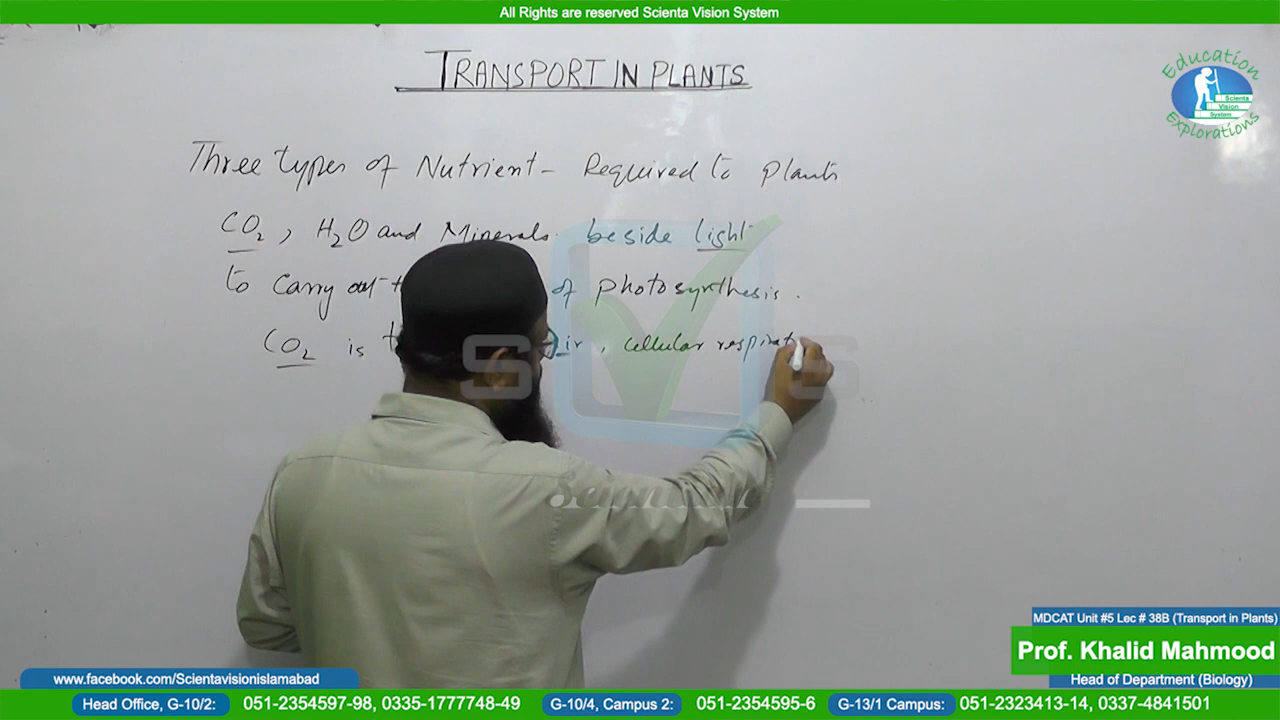 All Rights are reserved Scienta Vision System
Education
Scienta
Vision
System
Explorations
TRANSPORT IN PLANTS
Three types of Nutrient - Required to plants
CO2, H2O and Minerals. beside light
to carry out of photosynthesis.
CO2 is Air, cellular respirat
S S
MDCAT Unit #5 Lec # 38B (Transport in Plants)
Prof. Khalid Mahmood
Head of Department (Biology)
www.facebook.com/Scientavisionislamabad
Head Office, G-10/2: 051-2354597-98, 0335-1777748-49 G-10/4, Campus 2: 051-2354595-6 G-13/1 Campus: 051-2323413-14, 0337-4841501